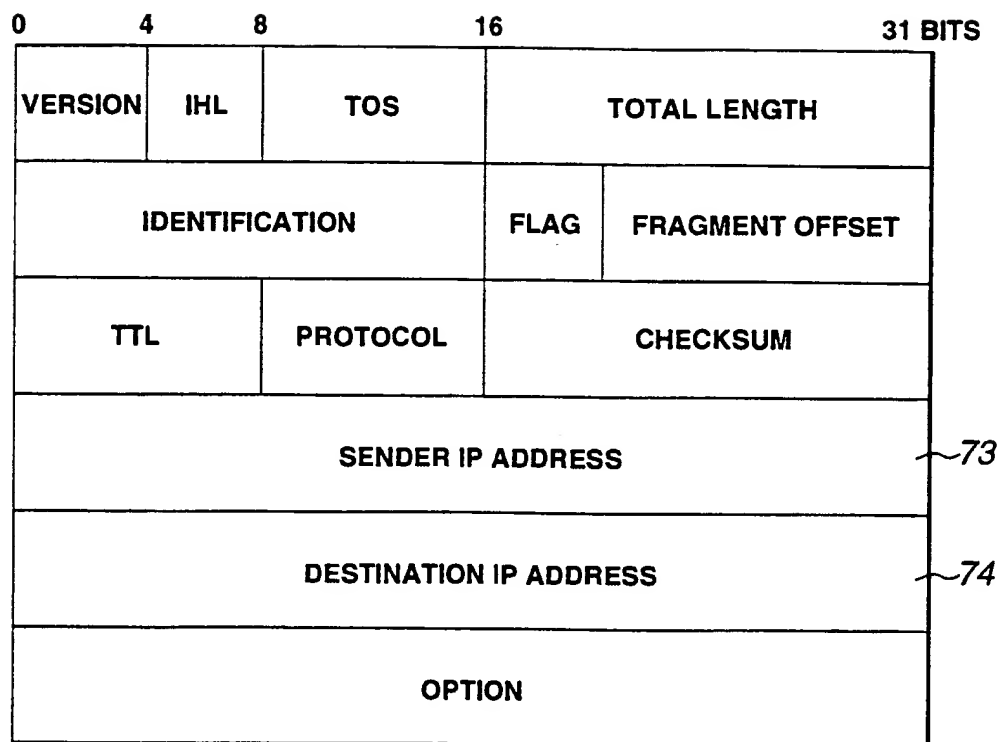 0 4 8 16 31 BITS
VERSION IHL TOS TOTAL LENGTH
IDENTIFICATION FLAG FRAGMENT OFFSET
TTL PROTOCOL CHECKSUM
SENDER IP ADDRESS 73
DESTINATION IP ADDRESS 74
OPTION